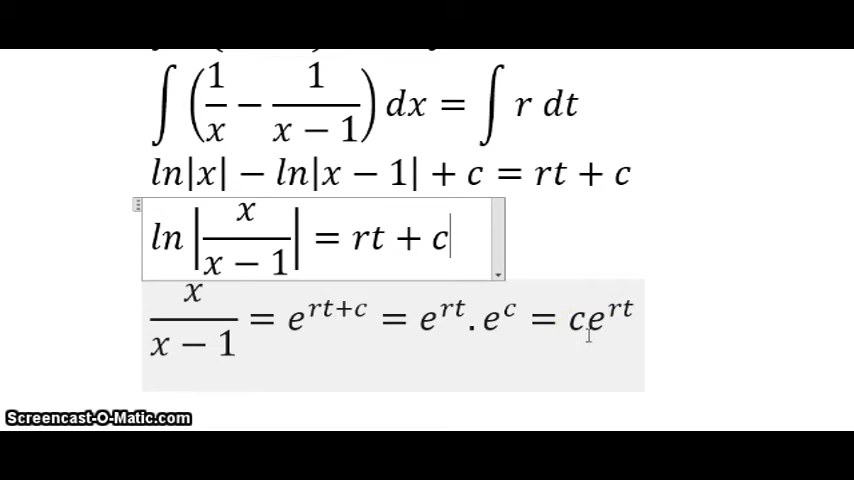 ∫ (1/x − 1/(x − 1)) dx = ∫ r dt
ln|x| − ln|x − 1| + c = rt + c
ln |x/(x − 1)| = rt + c
x/(x − 1) = e^(rt+c) = e^(rt) . e^c = ce^(rt)
Screencast-O-Matic.com